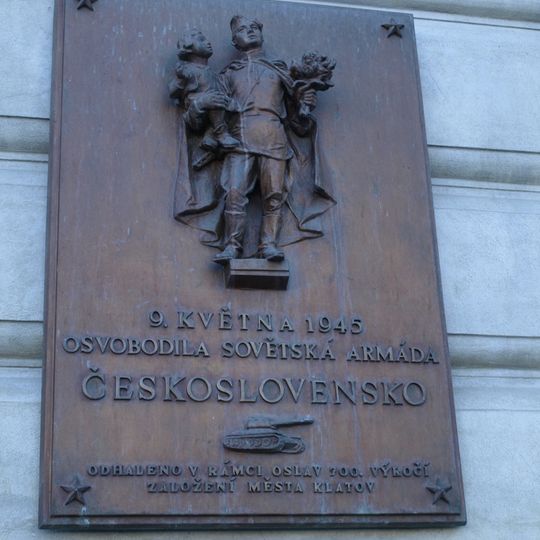 9. KVĚTNA 1945
OSVOBODILA SOVĚTSKÁ ARMÁDA
ČESKOSLOVENSKO
ODHALENO V RÁMCI OSLAV 700. VÝROČÍ
ZALOŽENÍ MĚSTA KLATOV